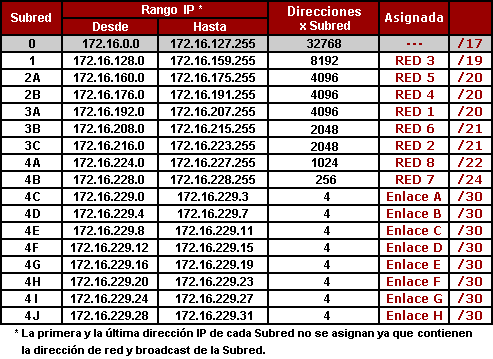 Subred Rango IP * Direcciones x Subred Asignada
Desde Hasta
0 172.16.0.0 172.16.127.255 32768 --- /17
1 172.16.128.0 172.16.159.255 8192 RED 3 /19
2A 172.16.160.0 172.16.175.255 4096 RED 5 /20
2B 172.16.176.0 172.16.191.255 4096 RED 4 /20
3A 172.16.192.0 172.16.207.255 4096 RED 1 /20
3B 172.16.208.0 172.16.215.255 2048 RED 6 /21
3C 172.16.216.0 172.16.223.255 2048 RED 2 /21
4A 172.16.224.0 172.16.227.255 1024 RED 8 /22
4B 172.16.228.0 172.16.228.255 256 RED 7 /24
4C 172.16.229.0 172.16.229.3 4 Enlace A /30
4D 172.16.229.4 172.16.229.7 4 Enlace B /30
4E 172.16.229.8 172.16.229.11 4 Enlace C /30
4F 172.16.229.12 172.16.229.15 4 Enlace D /30
4G 172.16.229.16 172.16.229.19 4 Enlace E /30
4H 172.16.229.20 172.16.229.23 4 Enlace F /30
4I 172.16.229.24 172.16.229.27 4 Enlace G /30
4J 172.16.229.28 172.16.229.31 4 Enlace H /30
* La primera y la última dirección IP de cada Subred no se asignan ya que contienen
la dirección de red y broadcast de la Subred.